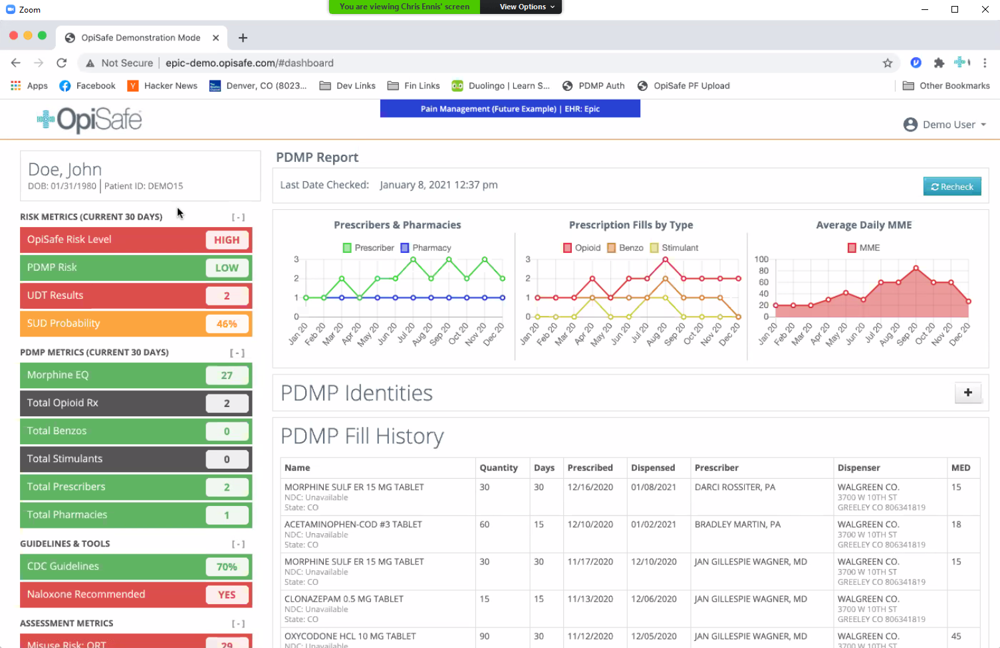 Zoom
You are viewing Chris Ennis' screen
View Options
OpiSafe Demonstration Mode
Not Secure
epic-demo.opisafe.com/#dashboard
Apps
Facebook
Hacker News
Denver, CO (8023...
Dev Links
Fin Links
Duolingo | Learn S...
PDMP Auth
OpiSafe PF Upload
Other Bookmarks
OpiSafe
Pain Management (Future Example) | EHR: Epic
Demo User
Doe, John
DOB: 01/31/1980 | Patient ID: DEMO15
RISK METRICS (CURRENT 30 DAYS) [-]
OpiSafe Risk Level HIGH
PDMP Risk LOW
UDT Results 2
SUD Probability 46%
PDMP METRICS (CURRENT 30 DAYS) [-]
Morphine EQ 27
Total Opioid Rx 2
Total Benzos 0
Total Stimulants 0
Total Prescribers 2
Total Pharmacies 1
GUIDELINES & TOOLS [-]
CDC Guidelines 70%
Naloxone Recommended YES
ASSESSMENT METRICS [-]
Misuse Risk: ORT 29
PDMP Report
Last Date Checked: January 8, 2021 12:37 pm
Recheck
Prescribers & Pharmacies
Prescriber Pharmacy
3
2
1
0
Jan 20 Feb 20 Mar 20 Apr 20 May 20 Jun 20 Jul 20 Aug 20 Sep 20 Oct 20 Nov 20 Dec 20
Prescription Fills by Type
Opioid Benzo Stimulant
3
2
1
0
Jan 20 Feb 20 Mar 20 Apr 20 May 20 Jun 20 Jul 20 Aug 20 Sep 20 Oct 20 Nov 20 Dec 20
Average Daily MME
MME
100
80
60
40
20
0
Jan 20 Feb 20 Mar 20 Apr 20 May 20 Jun 20 Jul 20 Aug 20 Sep 20 Oct 20 Nov 20 Dec 20
PDMP Identities
+
PDMP Fill History
Name Quantity Days Prescribed Dispensed Prescriber Dispenser MED
MORPHINE SULF ER 15 MG TABLET 30 30 12/16/2020 01/08/2021 DARCI ROSSITER, PA WALGREEN CO. 15
NDC: Unavailable 3700 W 10TH ST
State: CO GREELEY CO 806341819
ACETAMINOPHEN-COD #3 TABLET 60 15 12/10/2020 01/02/2021 BRADLEY MARTIN, PA WALGREEN CO. 18
NDC: Unavailable 3700 W 10TH ST
State: CO GREELEY CO 806341819
MORPHINE SULF ER 15 MG TABLET 30 30 11/17/2020 12/10/2020 JAN GILLESPIE WAGNER, MD WALGREEN CO. 15
NDC: Unavailable 3700 W 10TH ST
State: CO GREELEY CO 806341819
CLONAZEPAM 0.5 MG TABLET 15 15 11/13/2020 12/06/2020 JAN GILLESPIE WAGNER, MD WALGREEN CO.
NDC: Unavailable 3700 W 10TH ST
State: CO GREELEY CO 806341819
OXYCODONE HCL 10 MG TABLET 90 30 11/12/2020 12/05/2020 JAN GILLESPIE WAGNER, MD WALGREEN CO. 45
NDC: Unavailable 3700 W 10TH ST